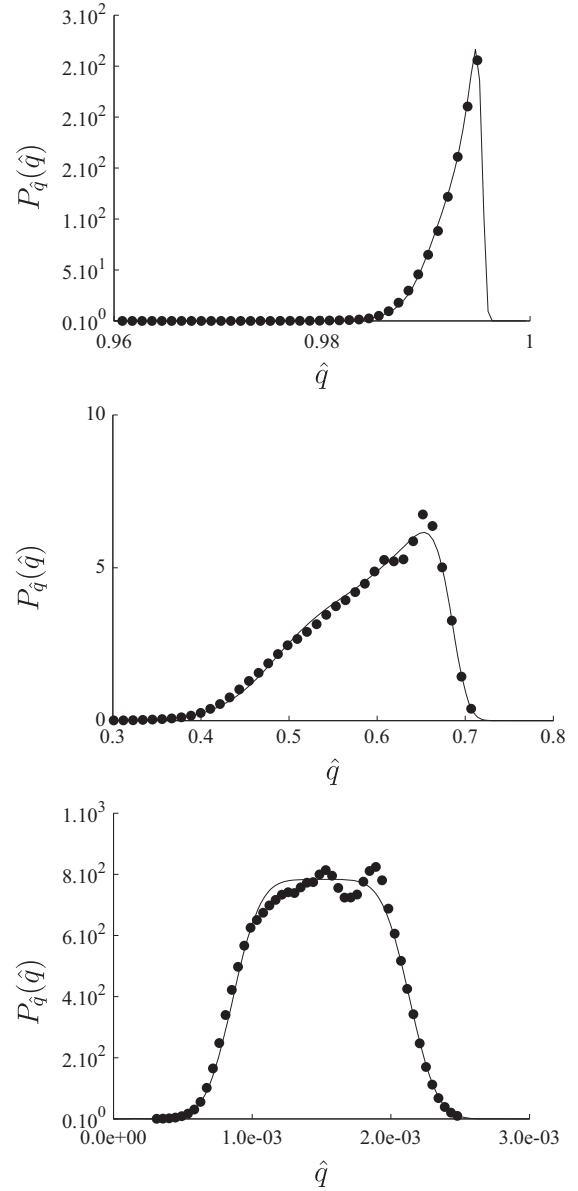 3.10²
2.10²
2.10²
2.10²
1.10²
5.10¹
0.10⁰
P_q̂(q̂)
0.96
0.98
1
q̂
10
5
0
P_q̂(q̂)
0.3
0.4
0.5
0.6
0.7
0.8
q̂
1.10³
8.10²
6.10²
4.10²
2.10²
0.10⁰
P_q̂(q̂)
0.0e+00
1.0e-03
2.0e-03
3.0e-03
q̂